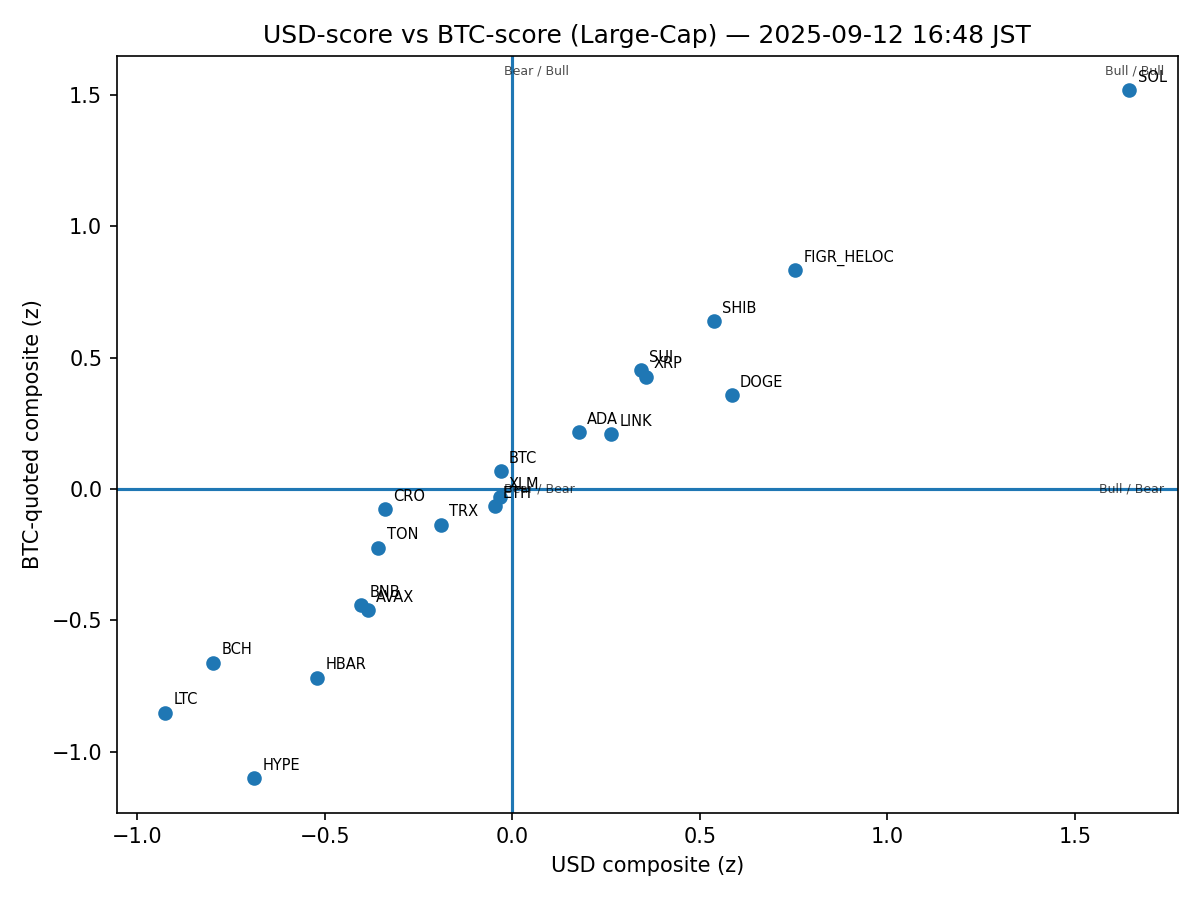 USD-score vs BTC-score (Large-Cap) — 2025-09-12 16:48 JST
Bear / Bull
Bull / Bull
SOL
1.5
1.0
FIGR_HELOC
SHIB
0.5
SUI
XRP
DOGE
ADA
LINK
BTC
XLM
0.0
CRO
ETH
Bear / Bear
Bull / Bear
TRX
TON
BNB
AVAX
−0.5
BCH
HBAR
LTC
−1.0
HYPE
BTC-quoted composite (z)
−1.0
−0.5
0.0
0.5
1.0
1.5
USD composite (z)